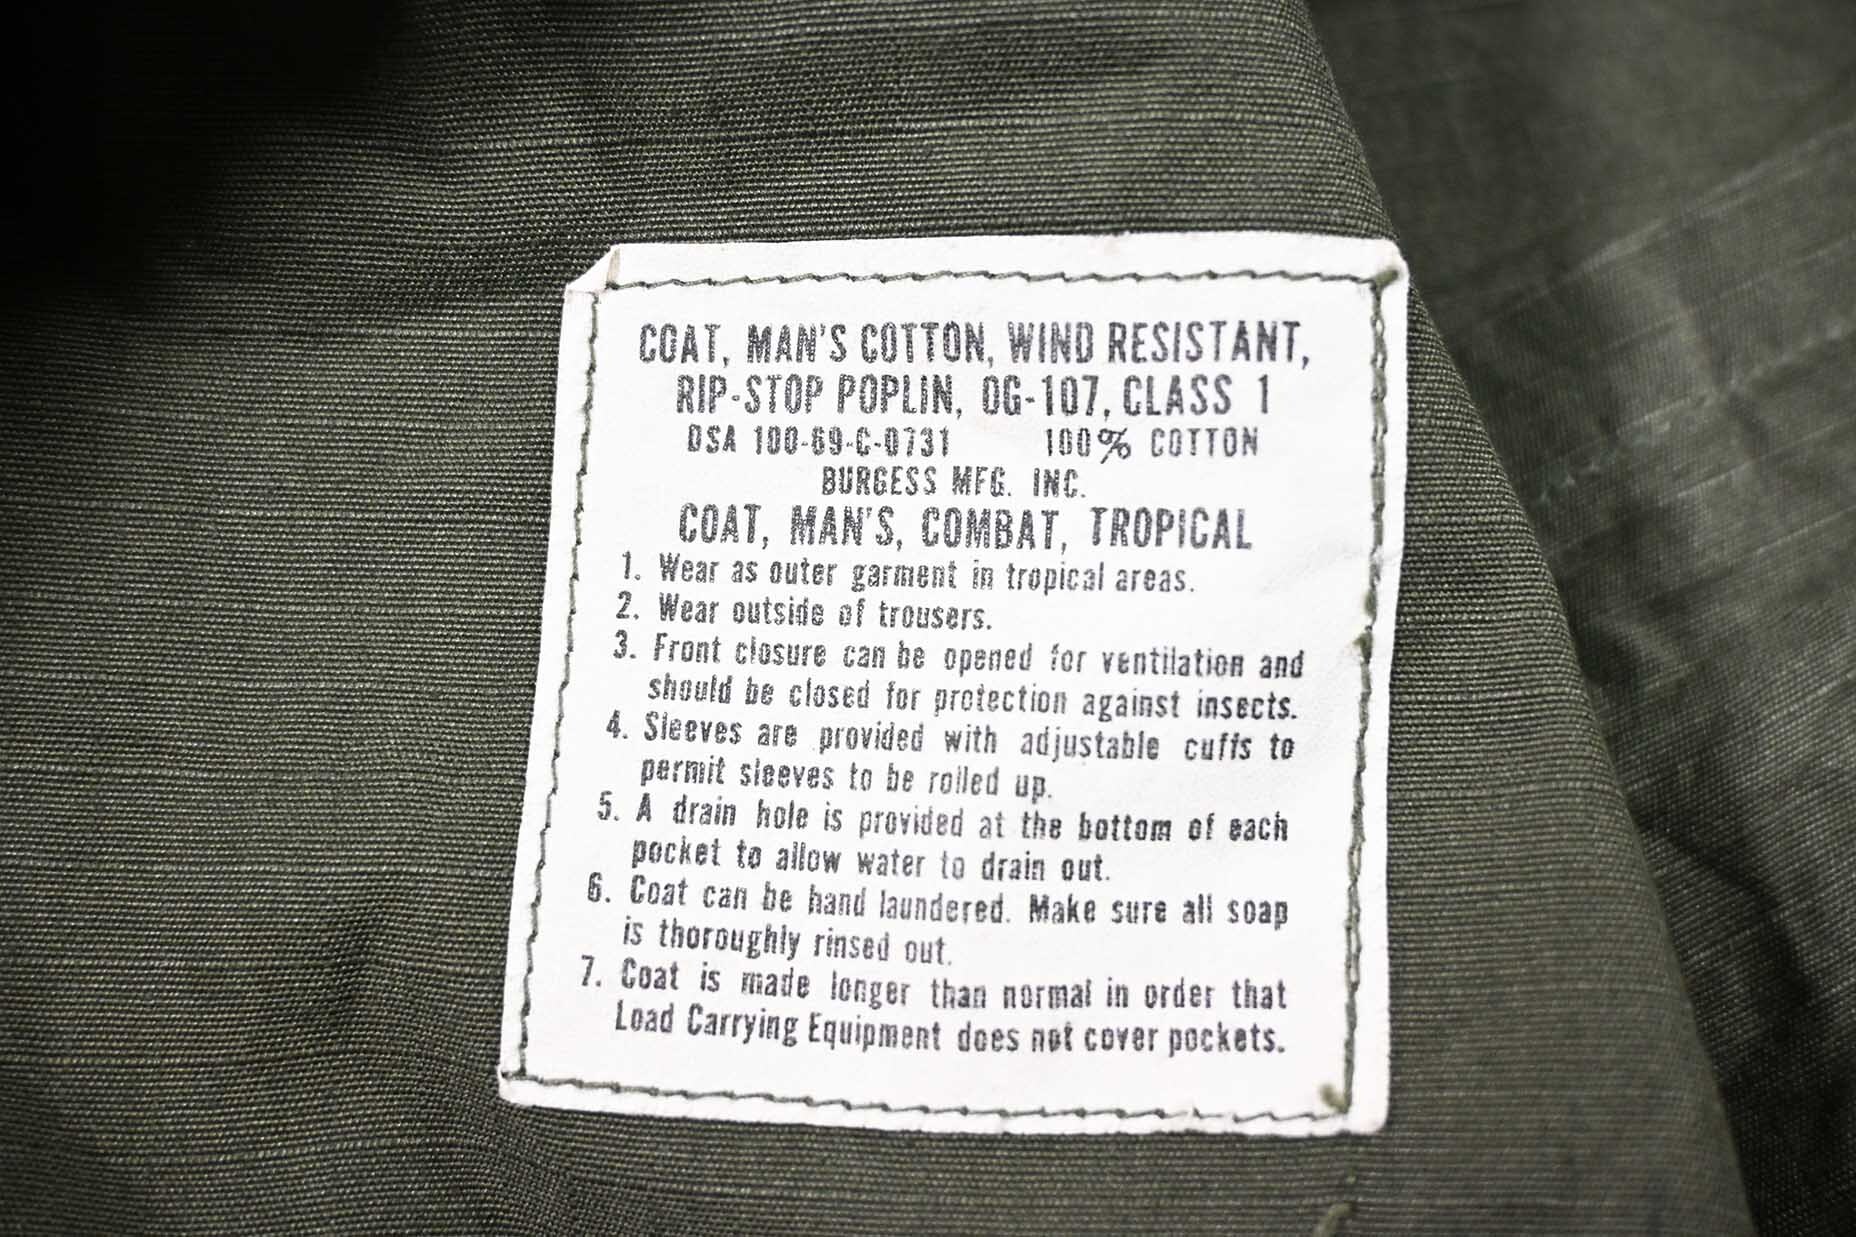 COAT, MAN'S COTTON, WIND RESISTANT,
RIP-STOP POPLIN, OG-107, CLASS 1
DSA 100-69-C-0731 100% COTTON
BURGESS MFG. INC.
COAT, MAN'S, COMBAT, TROPICAL
1. Wear as outer garment in tropical areas.
2. Wear outside of trousers.
3. Front closure can be opened for ventilation and
should be closed for protection against insects.
4. Sleeves are provided with adjustable cuffs to
permit sleeves to be rolled up.
5. A drain hole is provided at the bottom of each
pocket to allow water to drain out.
6. Coat can be hand laundered. Make sure all soap
is thoroughly rinsed out.
7. Coat is made longer than normal in order that
Load Carrying Equipment does not cover pockets.